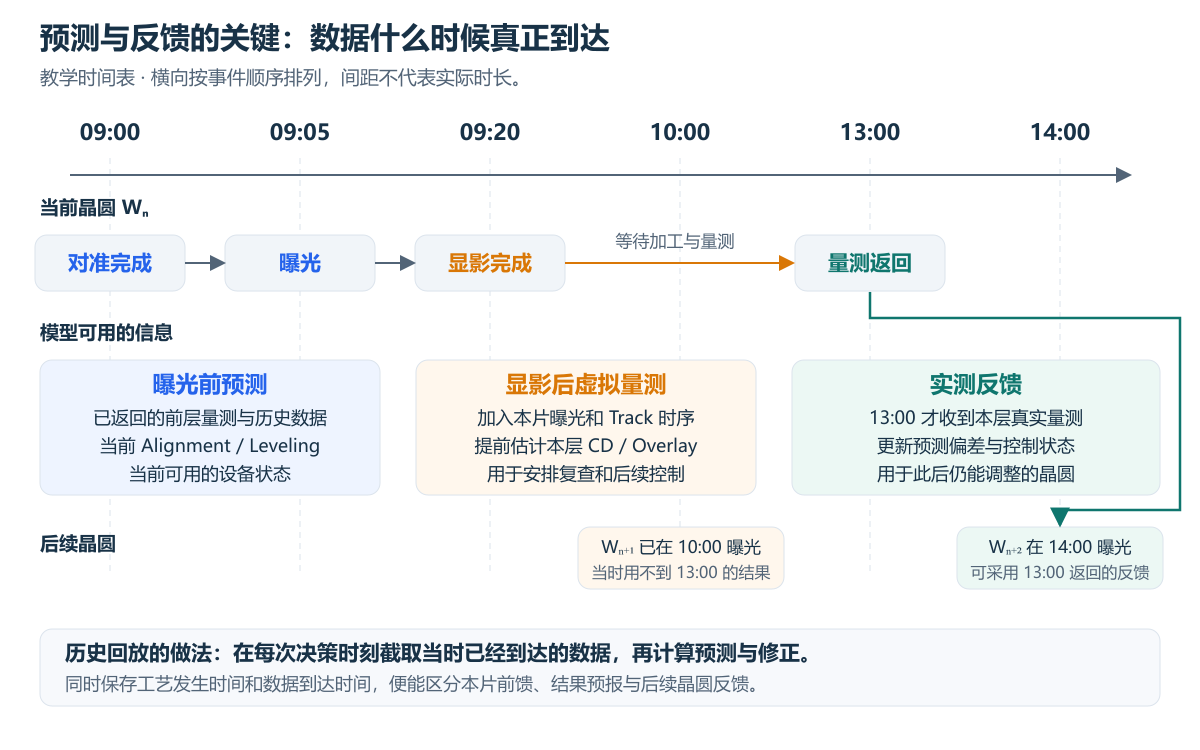 预测与反馈的关键：数据什么时候真正到达
教学时间表 · 横向按事件顺序排列，间距不代表实际时长。
09:00 09:05 09:20 10:00 13:00 14:00
当前晶圆 Wₙ
等待加工与量测
对准完成 曝光 显影完成 量测返回
模型可用的信息
曝光前预测
已返回的前层量测与历史数据
当前 Alignment / Leveling
当前可用的设备状态
显影后虚拟量测
加入本片曝光和 Track 时序
提前估计本层 CD / Overlay
用于安排复查和后续控制
实测反馈
13:00 才收到本层真实量测
更新预测偏差与控制状态
用于此后仍能调整的晶圆
后续晶圆
Wₙ₊₁ 已在 10:00 曝光
当时用不到 13:00 的结果
Wₙ₊₂ 在 14:00 曝光
可采用 13:00 返回的反馈
历史回放的做法：在每次决策时刻截取当时已经到达的数据，再计算预测与修正。
同时保存工艺发生时间和数据到达时间，便能区分本片前馈、结果预报与后续晶圆反馈。